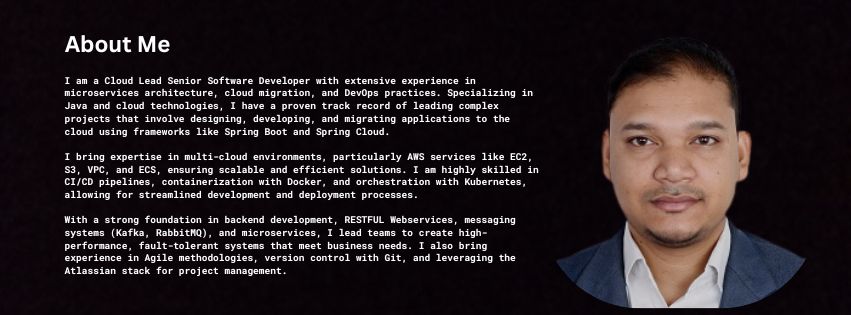 About Me
I am a Cloud Lead Senior Software Developer with extensive experience in
microservices architecture, cloud migration, and DevOps practices. Specializing in
Java and cloud technologies, I have a proven track record of leading complex
projects that involve designing, developing, and migrating applications to the
cloud using frameworks like Spring Boot and Spring Cloud.
I bring expertise in multi-cloud environments, particularly AWS services like EC2,
S3, VPC, and ECS, ensuring scalable and efficient solutions. I am highly skilled in
CI/CD pipelines, containerization with Docker, and orchestration with Kubernetes,
allowing for streamlined development and deployment processes.
With a strong foundation in backend development, RESTFUL Webservices, messaging
systems (Kafka, RabbitMQ), and microservices, I lead teams to create high-
performance, fault-tolerant systems that meet business needs. I also bring
experience in Agile methodologies, version control with Git, and leveraging the
Atlassian stack for project management.